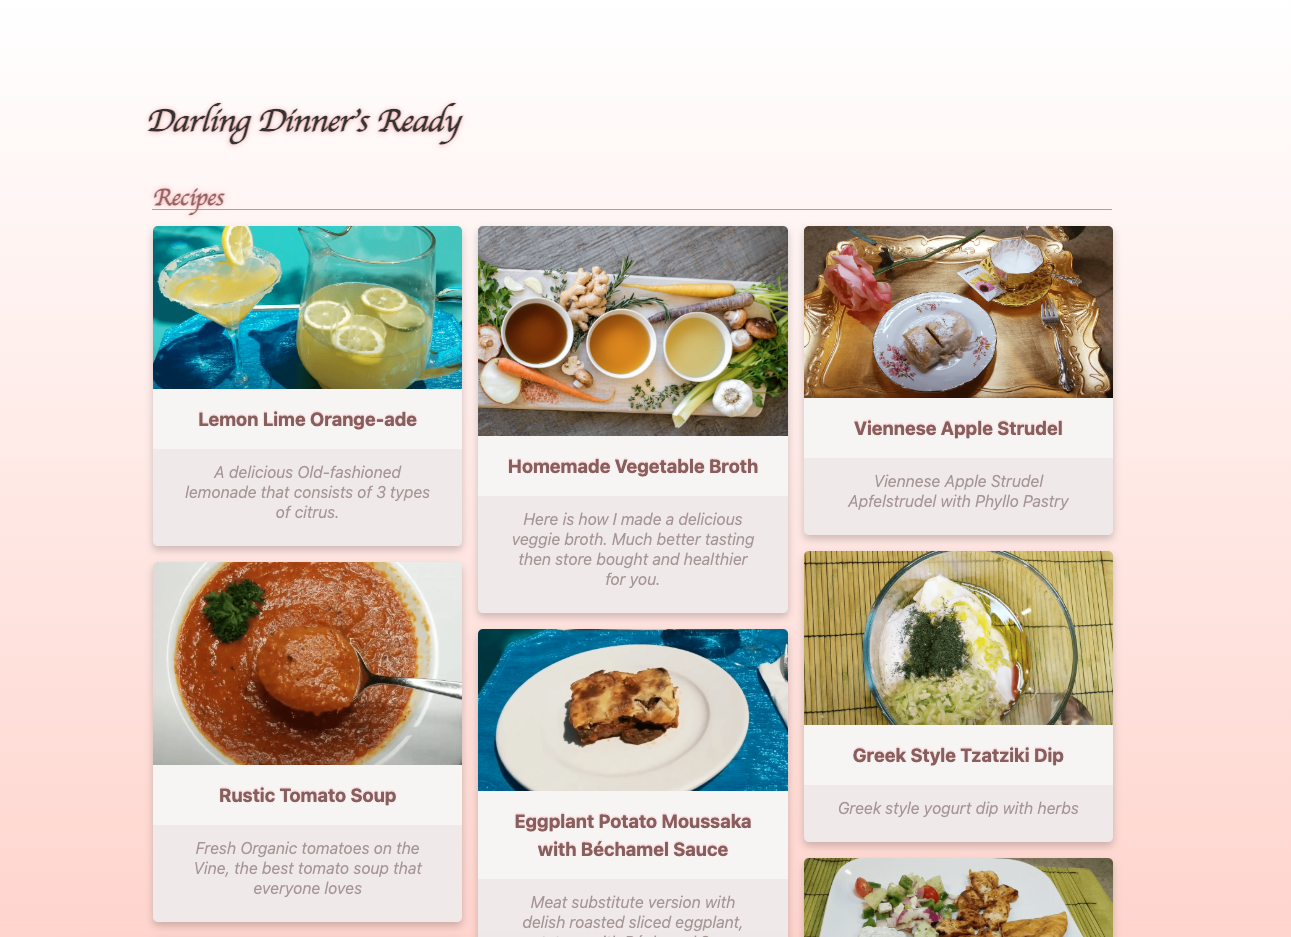 Darling Dinner's Ready
Recipes
Lemon Lime Orange-ade
A delicious Old-fashioned
lemonade that consists of 3 types
of citrus.
Rustic Tomato Soup
Fresh Organic tomatoes on the
Vine, the best tomato soup that
everyone loves
Homemade Vegetable Broth
Here is how I made a delicious
veggie broth. Much better tasting
then store bought and healthier
for you.
Eggplant Potato Moussaka
with Béchamel Sauce
Meat substitute version with
delish roasted sliced eggplant,
Viennese Apple Strudel
Viennese Apple Strudel
Apfelstrudel with Phyllo Pastry
Greek Style Tzatziki Dip
Greek style yogurt dip with herbs